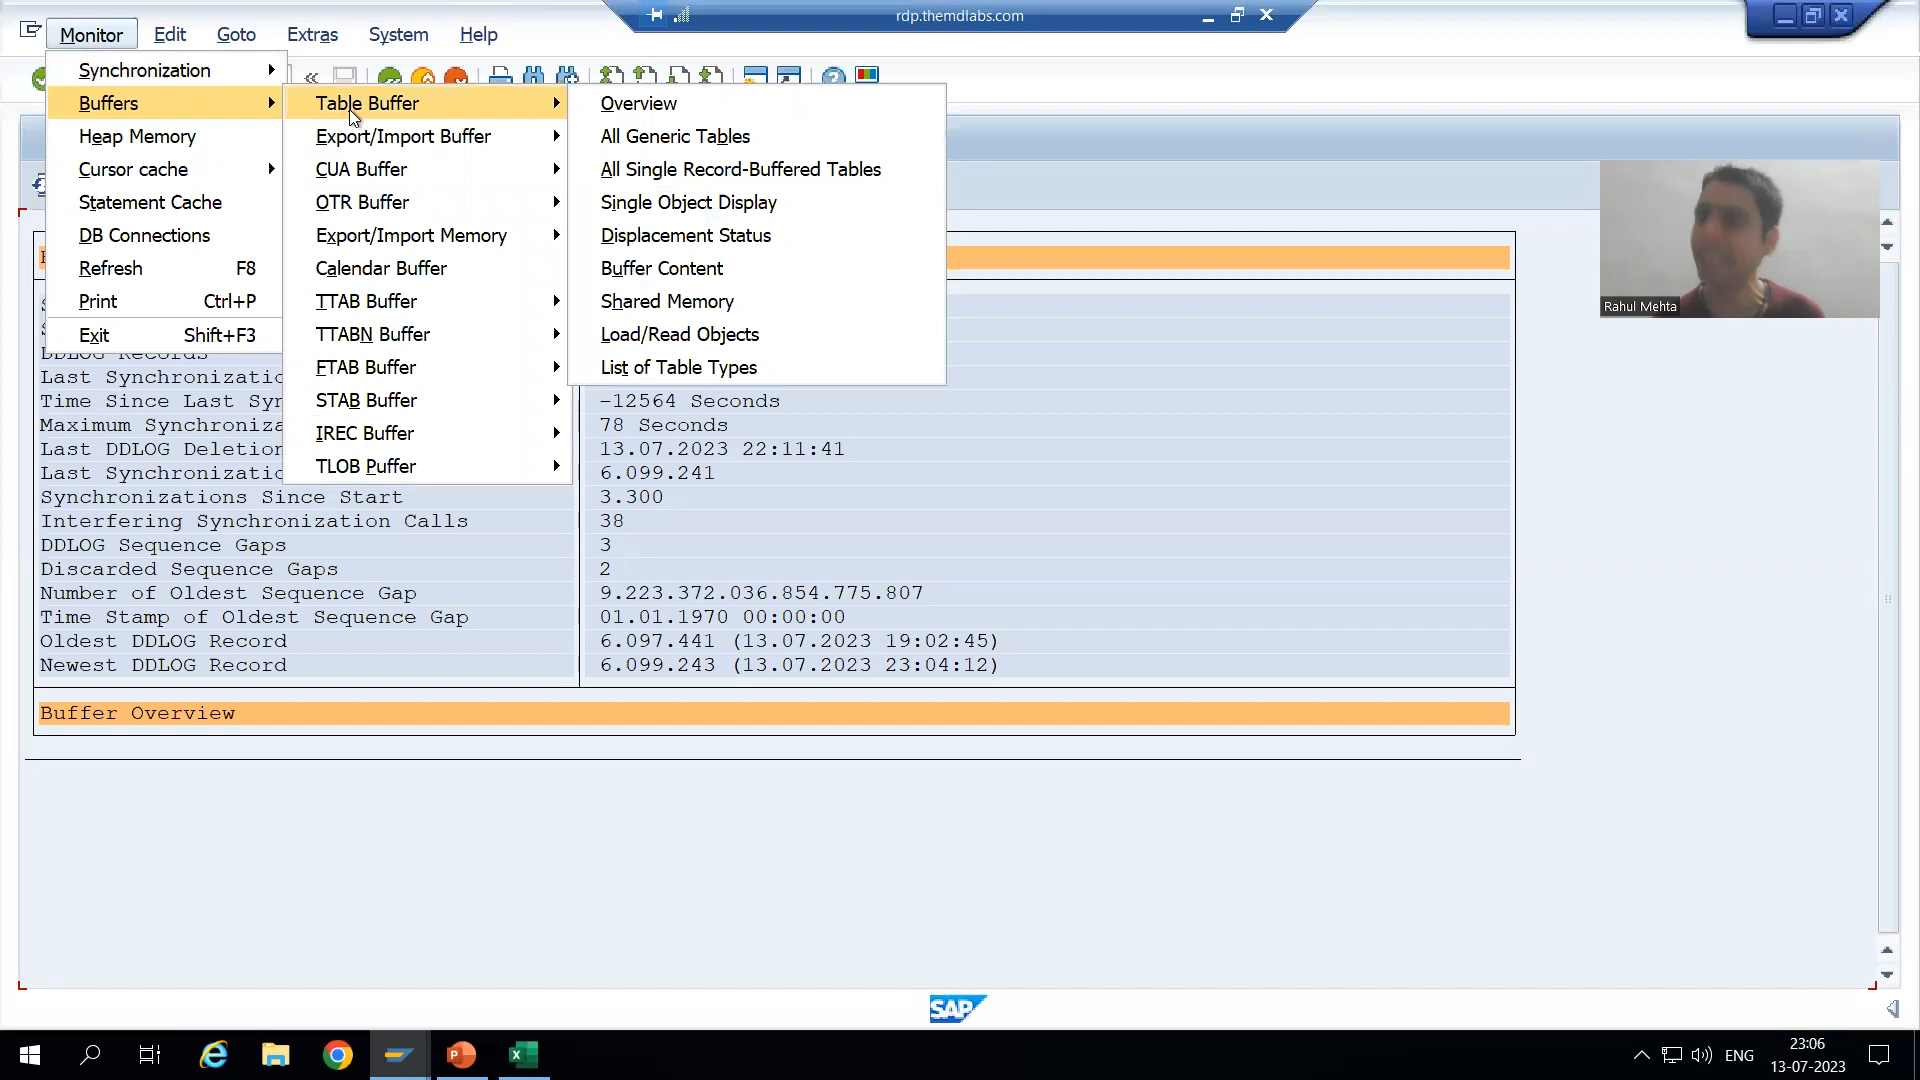 rdp.themdlabs.com
Monitor Edit Goto Extras System Help
Synchronization
Buffers
Heap Memory
Cursor cache
Statement Cache
DB Connections
Refresh F8
Print Ctrl+P
Exit Shift+F3
Table Buffer
Export/Import Buffer
CUA Buffer
OTR Buffer
Export/Import Memory
Calendar Buffer
TTAB Buffer
TTABN Buffer
FTAB Buffer
STAB Buffer
IREC Buffer
TLOB Puffer
Overview
All Generic Tables
All Single Record-Buffered Tables
Single Object Display
Displacement Status
Buffer Content
Shared Memory
Load/Read Objects
List of Table Types
Rahul Mehta
DDLOG Records
Last Synchronizatio
Time Since Last Syn -12564 Seconds
Maximum Synchroniza 78 Seconds
Last DDLOG Deletion 13.07.2023 22:11:41
Last Synchronizatio 6.099.241
Synchronizations Since Start 3.300
Interfering Synchronization Calls 38
DDLOG Sequence Gaps 3
Discarded Sequence Gaps 2
Number of Oldest Sequence Gap 9.223.372.036.854.775.807
Time Stamp of Oldest Sequence Gap 01.01.1970 00:00:00
Oldest DDLOG Record 6.097.441 (13.07.2023 19:02:45)
Newest DDLOG Record 6.099.243 (13.07.2023 23:04:12)
Buffer Overview
SAP
ENG
23:06
13-07-2023